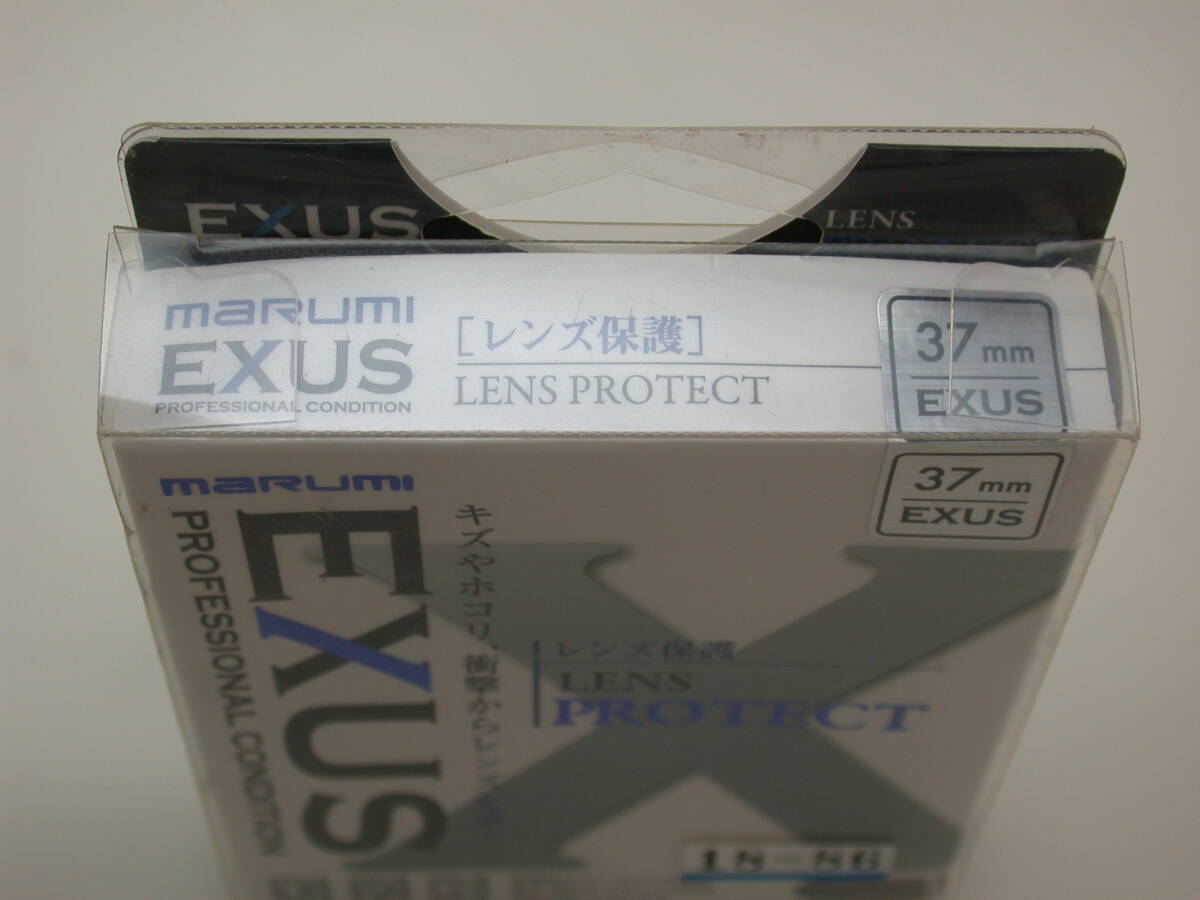 EXUS
LENS
marumi
EXUS
PROFESSIONAL CONDITION
[レンズ保護]
LENS PROTECT
37mm
EXUS
37mm
EXUS
marumi
EXUS
PROFESSIONAL CONDITION
キズやホコリ、衝撃からレンズ
レンズ保護
LENS
PROTECT
18-86